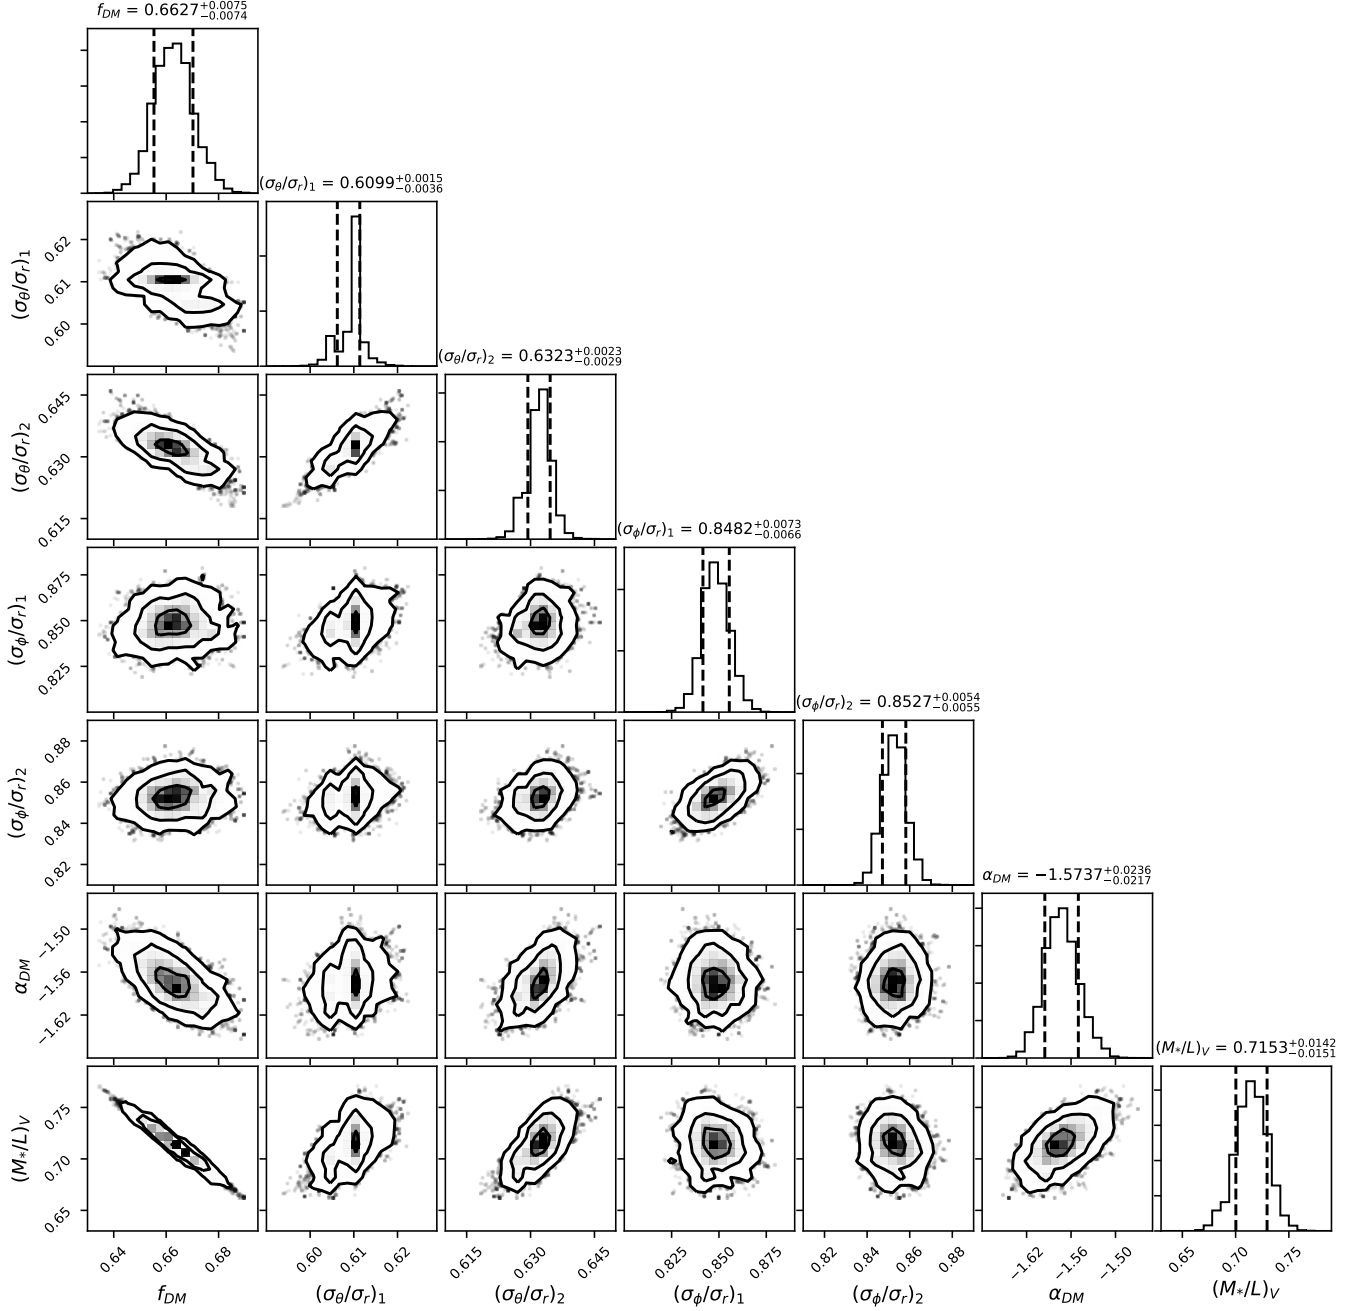 f_DM = 0.6627^{+0.0075}_{−0.0074}
(σ_θ/σ_r)_1 = 0.6099^{+0.0015}_{−0.0036}
0.62
0.61
0.60
(σ_θ/σ_r)_1
(σ_θ/σ_r)_2 = 0.6323^{+0.0023}_{−0.0029}
0.645
0.630
0.615
(σ_θ/σ_r)_2
(σ_ϕ/σ_r)_1 = 0.8482^{+0.0073}_{−0.0066}
0.875
0.850
0.825
(σ_ϕ/σ_r)_1
(σ_ϕ/σ_r)_2 = 0.8527^{+0.0054}_{−0.0055}
0.88
0.86
0.84
0.82
(σ_ϕ/σ_r)_2
α_DM = −1.5737^{+0.0236}_{−0.0217}
−1.50
−1.56
−1.62
α_DM
(M_*/L)_V = 0.7153^{+0.0142}_{−0.0151}
0.75
0.70
0.65
(M_*/L)_V
0.64 0.66 0.68 0.60 0.61 0.62 0.615 0.630 0.645 0.825 0.850 0.875 0.82 0.84 0.86 0.88 −1.62 −1.56 −1.50 0.65 0.70 0.75
f_DM (σ_θ/σ_r)_1 (σ_θ/σ_r)_2 (σ_ϕ/σ_r)_1 (σ_ϕ/σ_r)_2 α_DM (M_*/L)_V